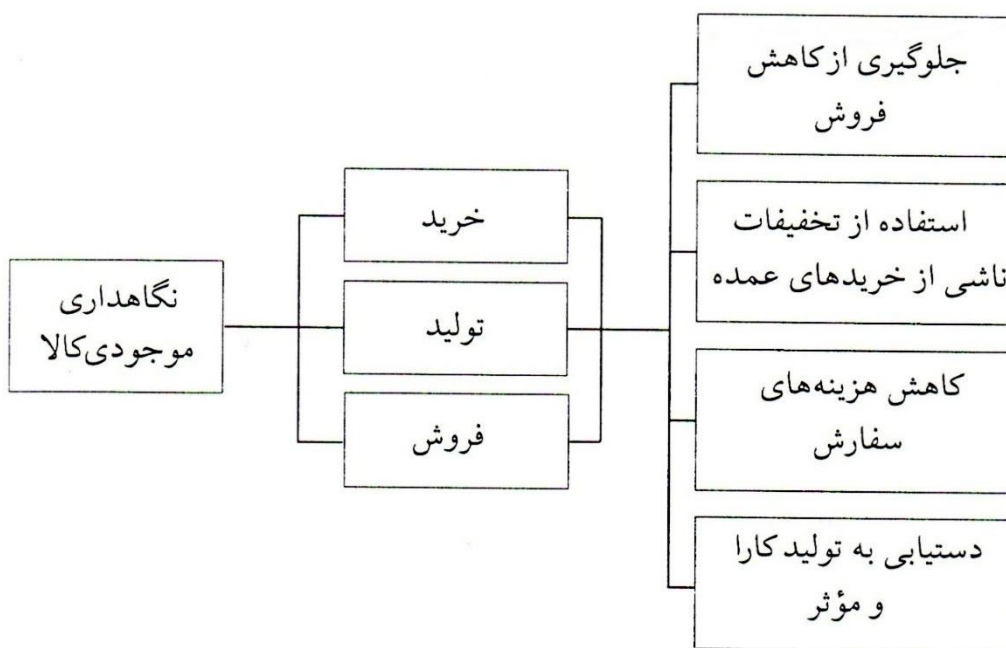 نگاهداری
موجودی‌کالا
خرید
تولید
فروش
جلوگیری از کاهش
فروش
استفاده از تخفیفات
ناشی از خریدهای عمده
کاهش هزینه‌های
سفارش
دستیابی به تولید کارا
و مؤثر